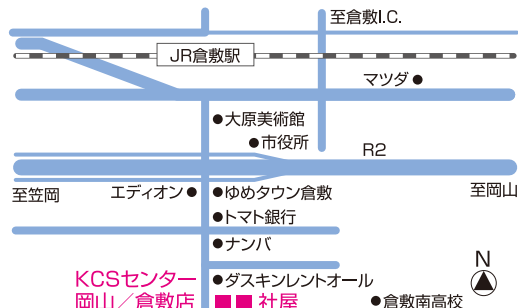 至倉敷I.C.
JR倉敷駅
マツダ
大原美術館
市役所
R2
至笠岡
エディオン
ゆめタウン倉敷
至岡山
トマト銀行
ナンバ
N
KCSセンター
岡山／倉敷店
ダスキンレントオール
社屋
倉敷南高校